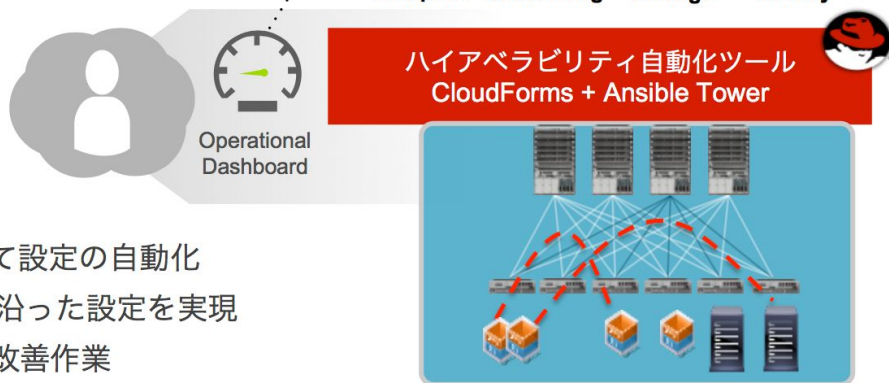 ハイアベラビリティ自動化ツール
CloudForms + Ansible Tower
Operational
Dashboard
て設定の自動化
沿った設定を実現
改善作業